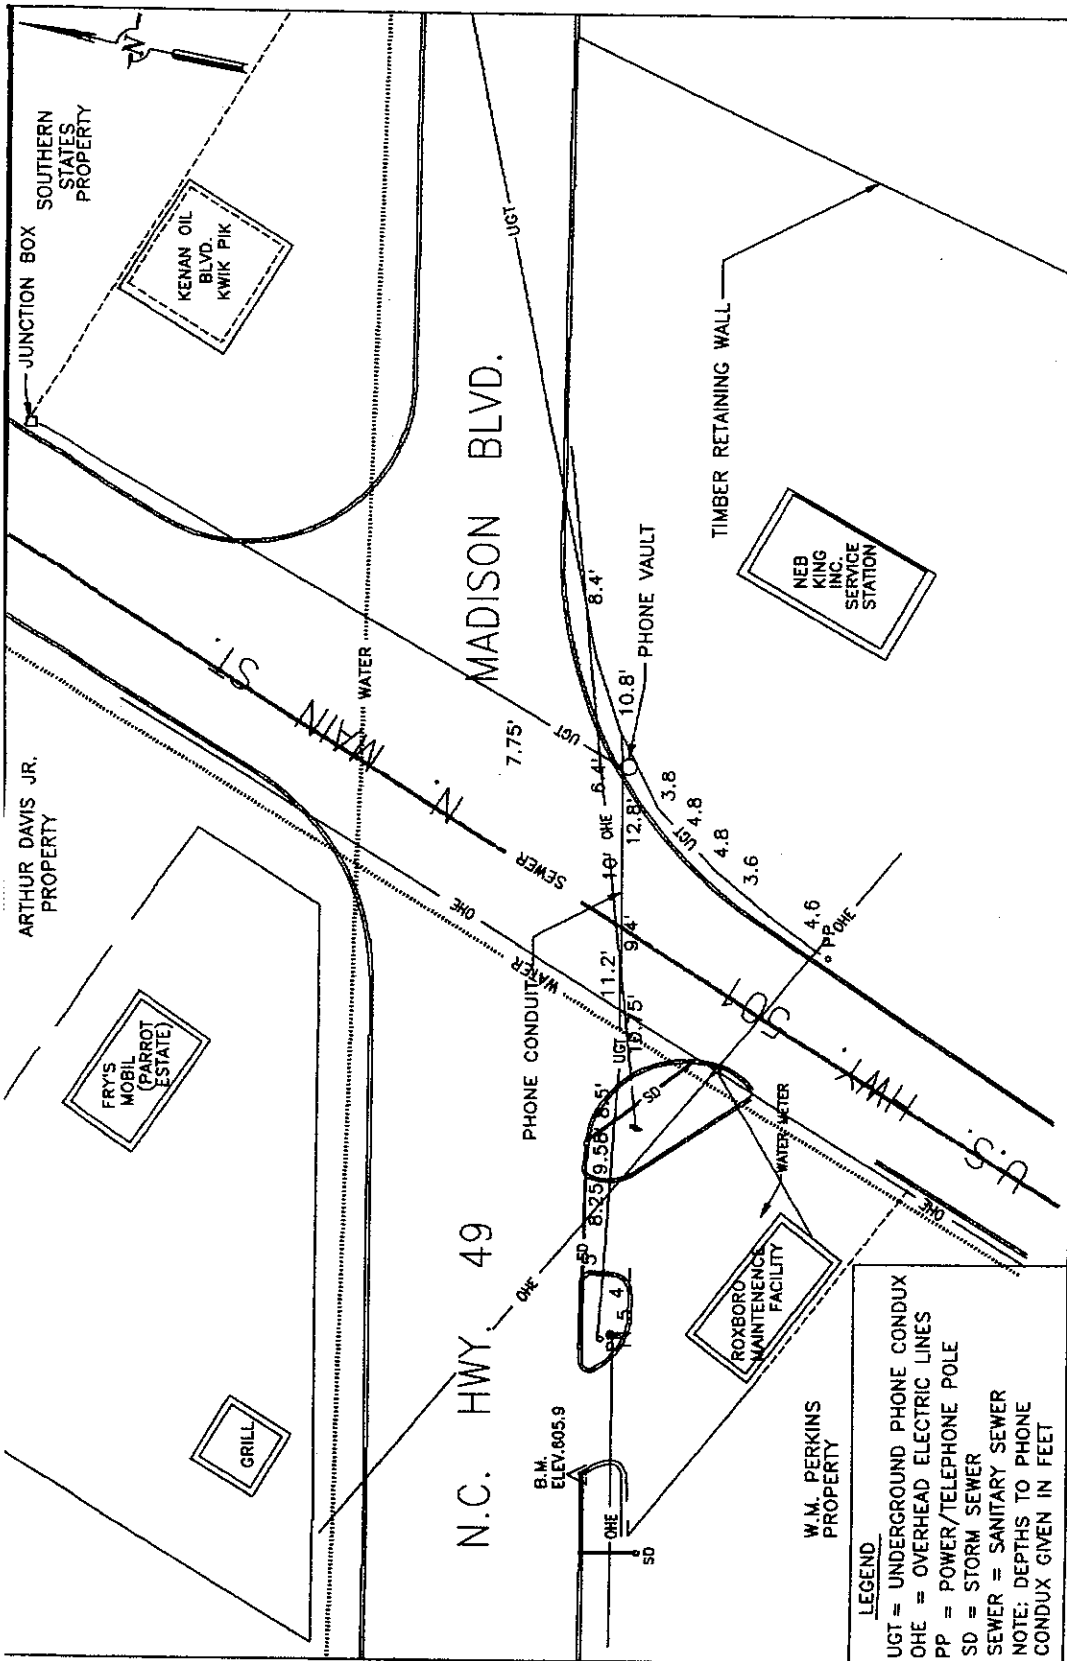 N
SOUTHERN
STATES
PROPERTY
JUNCTION BOX
KENAN OIL
BLVD.
KWIK PIK
UGT
MADISON BLVD.
TIMBER RETAINING WALL
NEB
KING
INC.
SERVICE
STATION
PHONE VAULT
8.4'
10.8'
ARTHUR DAVIS JR.
PROPERTY
N. MAIN ST.
WATER
7.75'
UGT
6.4'
OHE
10'
12.8'
3.8
UGT
4.8
4.8
3.6
4.6
PP
OHE
SEWER
OHE
WATER
PHONE CONDUIT
9.4'
11.2'
UGT
U.S. HWY. 501
FRY'S
MOBIL
(PARROT
ESTATE)
SD
8.5'
9.58'
8.25'
SD
5
4
5
WATER METER
OHE
N.C. HWY. 49
OHE
GRILL
B.M.
ELEV.605.9
OHE
SD
ROXBORO
MAINTENENCE
FACILITY
W.M. PERKINS
PROPERTY
LEGEND
UGT = UNDERGROUND PHONE CONDUX
OHE = OVERHEAD ELECTRIC LINES
PP = POWER/TELEPHONE POLE
SD = STORM SEWER
SEWER = SANITARY SEWER
NOTE: DEPTHS TO PHONE
CONDUX GIVEN IN FEET